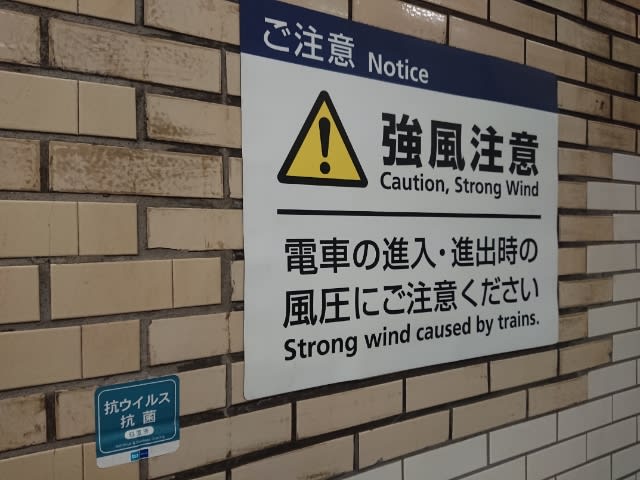 ご注意 Notice
強風注意
Caution, Strong Wind
電車の進入・進出時の
風圧にご注意ください
Strong wind caused by trains.
抗ウイルス
抗菌